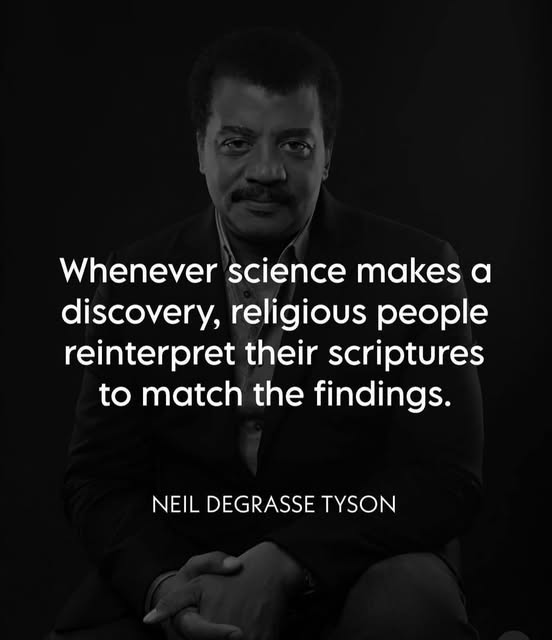 Whenever science makes a
discovery, religious people
reinterpret their scriptures
to match the findings.
NEIL DEGRASSE TYSON